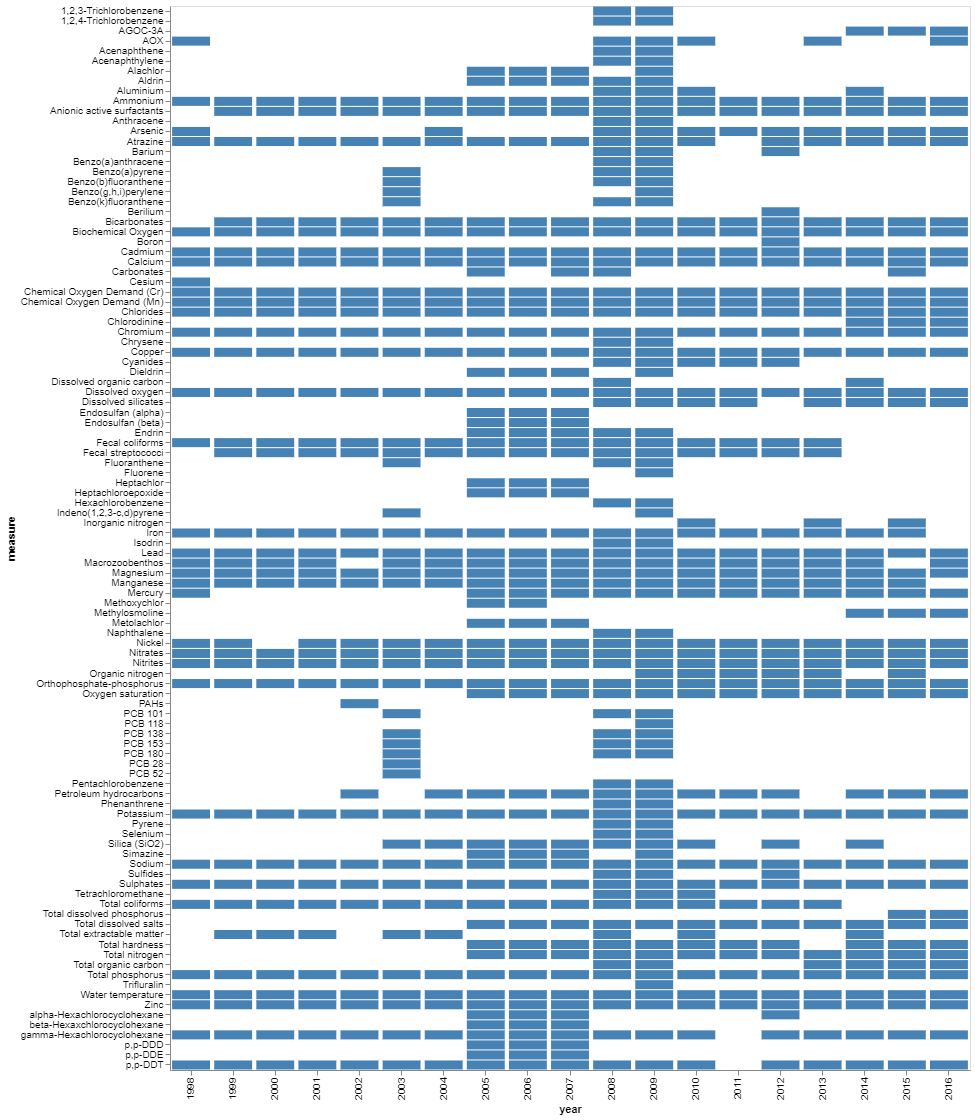 1,2,3-Trichlorobenzene
1,2,4-Trichlorobenzene
AGOC-3A
AOX
Acenaphthene
Acenaphthylene
Alachlor
Aldrin
Aluminium
Ammonium
Anionic active surfactants
Anthracene
Arsenic
Atrazine
Barium
Benzo(a)anthracene
Benzo(a)pyrene
Benzo(b)fluoranthene
Benzo(g,h,i)perylene
Benzo(k)fluoranthene
Berilium
Bicarbonates
Biochemical Oxygen
Boron
Cadmium
Calcium
Carbonates
Cesium
Chemical Oxygen Demand (Cr)
Chemical Oxygen Demand (Mn)
Chlorides
Chlorodinine
Chromium
Chrysene
Copper
Cyanides
Dieldrin
Dissolved organic carbon
Dissolved oxygen
Dissolved silicates
Endosulfan (alpha)
Endosulfan (beta)
Endrin
Fecal coliforms
Fecal streptococci
Fluoranthene
Fluorene
Heptachlor
Heptachloroepoxide
Hexachlorobenzene
Indeno(1,2,3-c,d)pyrene
Inorganic nitrogen
Iron
Isodrin
Lead
Macrozoobenthos
Magnesium
Manganese
Mercury
Methoxychlor
Methylosmoline
Metolachlor
Naphthalene
Nickel
Nitrates
Nitrites
Organic nitrogen
Orthophosphate-phosphorus
Oxygen saturation
PAHs
PCB 101
PCB 118
PCB 138
PCB 153
PCB 180
PCB 28
PCB 52
Pentachlorobenzene
Petroleum hydrocarbons
Phenanthrene
Potassium
Pyrene
Selenium
Silica (SiO2)
Simazine
Sodium
Sulfides
Sulphates
Tetrachloromethane
Total coliforms
Total dissolved phosphorus
Total dissolved salts
Total extractable matter
Total hardness
Total nitrogen
Total organic carbon
Total phosphorus
Trifluralin
Water temperature
Zinc
alpha-Hexachlorocyclohexane
beta-Hexaxchlorocyclohexane
gamma-Hexachlorocyclohexane
p,p-DDD
p,p-DDE
p,p-DDT
measure
1998 1999 2000 2001 2002 2003 2004 2005 2006 2007 2008 2009 2010 2011 2012 2013 2014 2015 2016
year